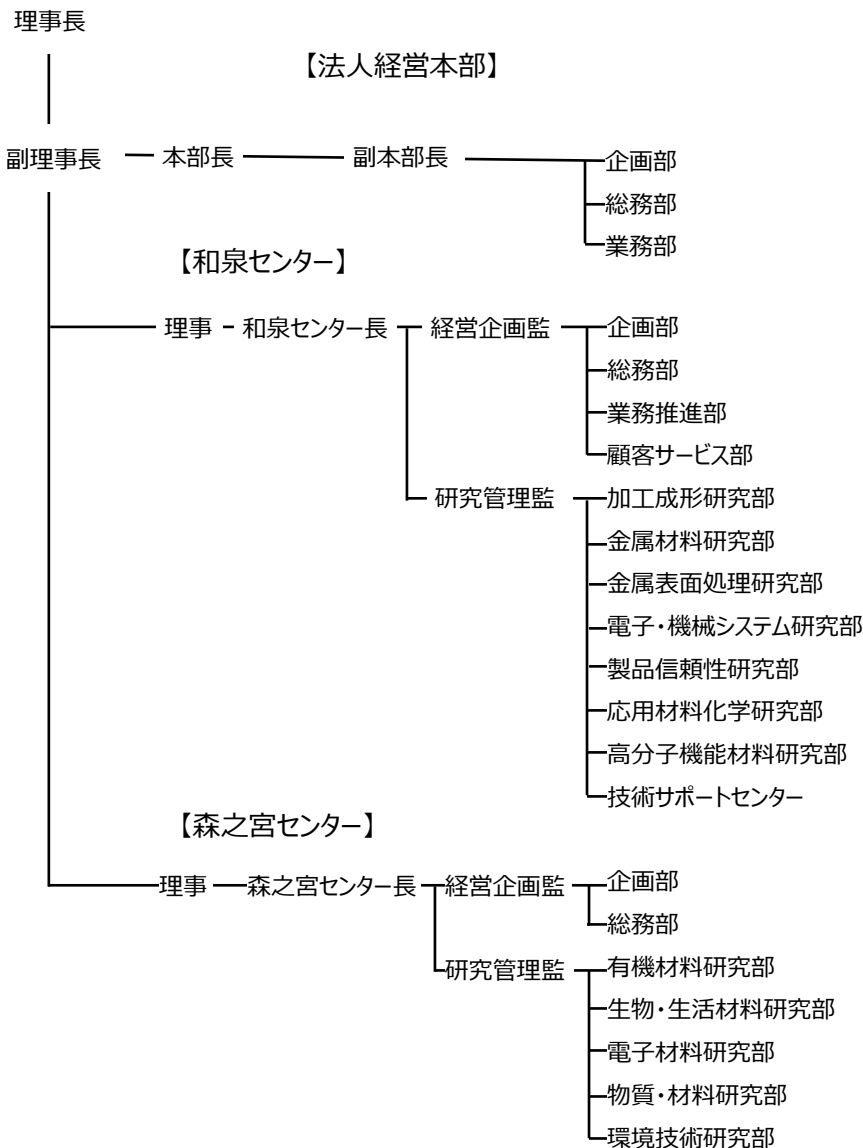 理事長
【法人経営本部】
副理事長 本部長 副本部長 企画部
総務部
業務部
【和泉センター】
理事 和泉センター長 経営企画監 企画部
総務部
業務推進部
顧客サービス部
研究管理監 加工成形研究部
金属材料研究部
金属表面処理研究部
電子・機械システム研究部
製品信頼性研究部
応用材料化学研究部
高分子機能材料研究部
技術サポートセンター
【森之宮センター】
理事 森之宮センター長 経営企画監 企画部
総務部
研究管理監 有機材料研究部
生物・生活材料研究部
電子材料研究部
物質・材料研究部
環境技術研究部